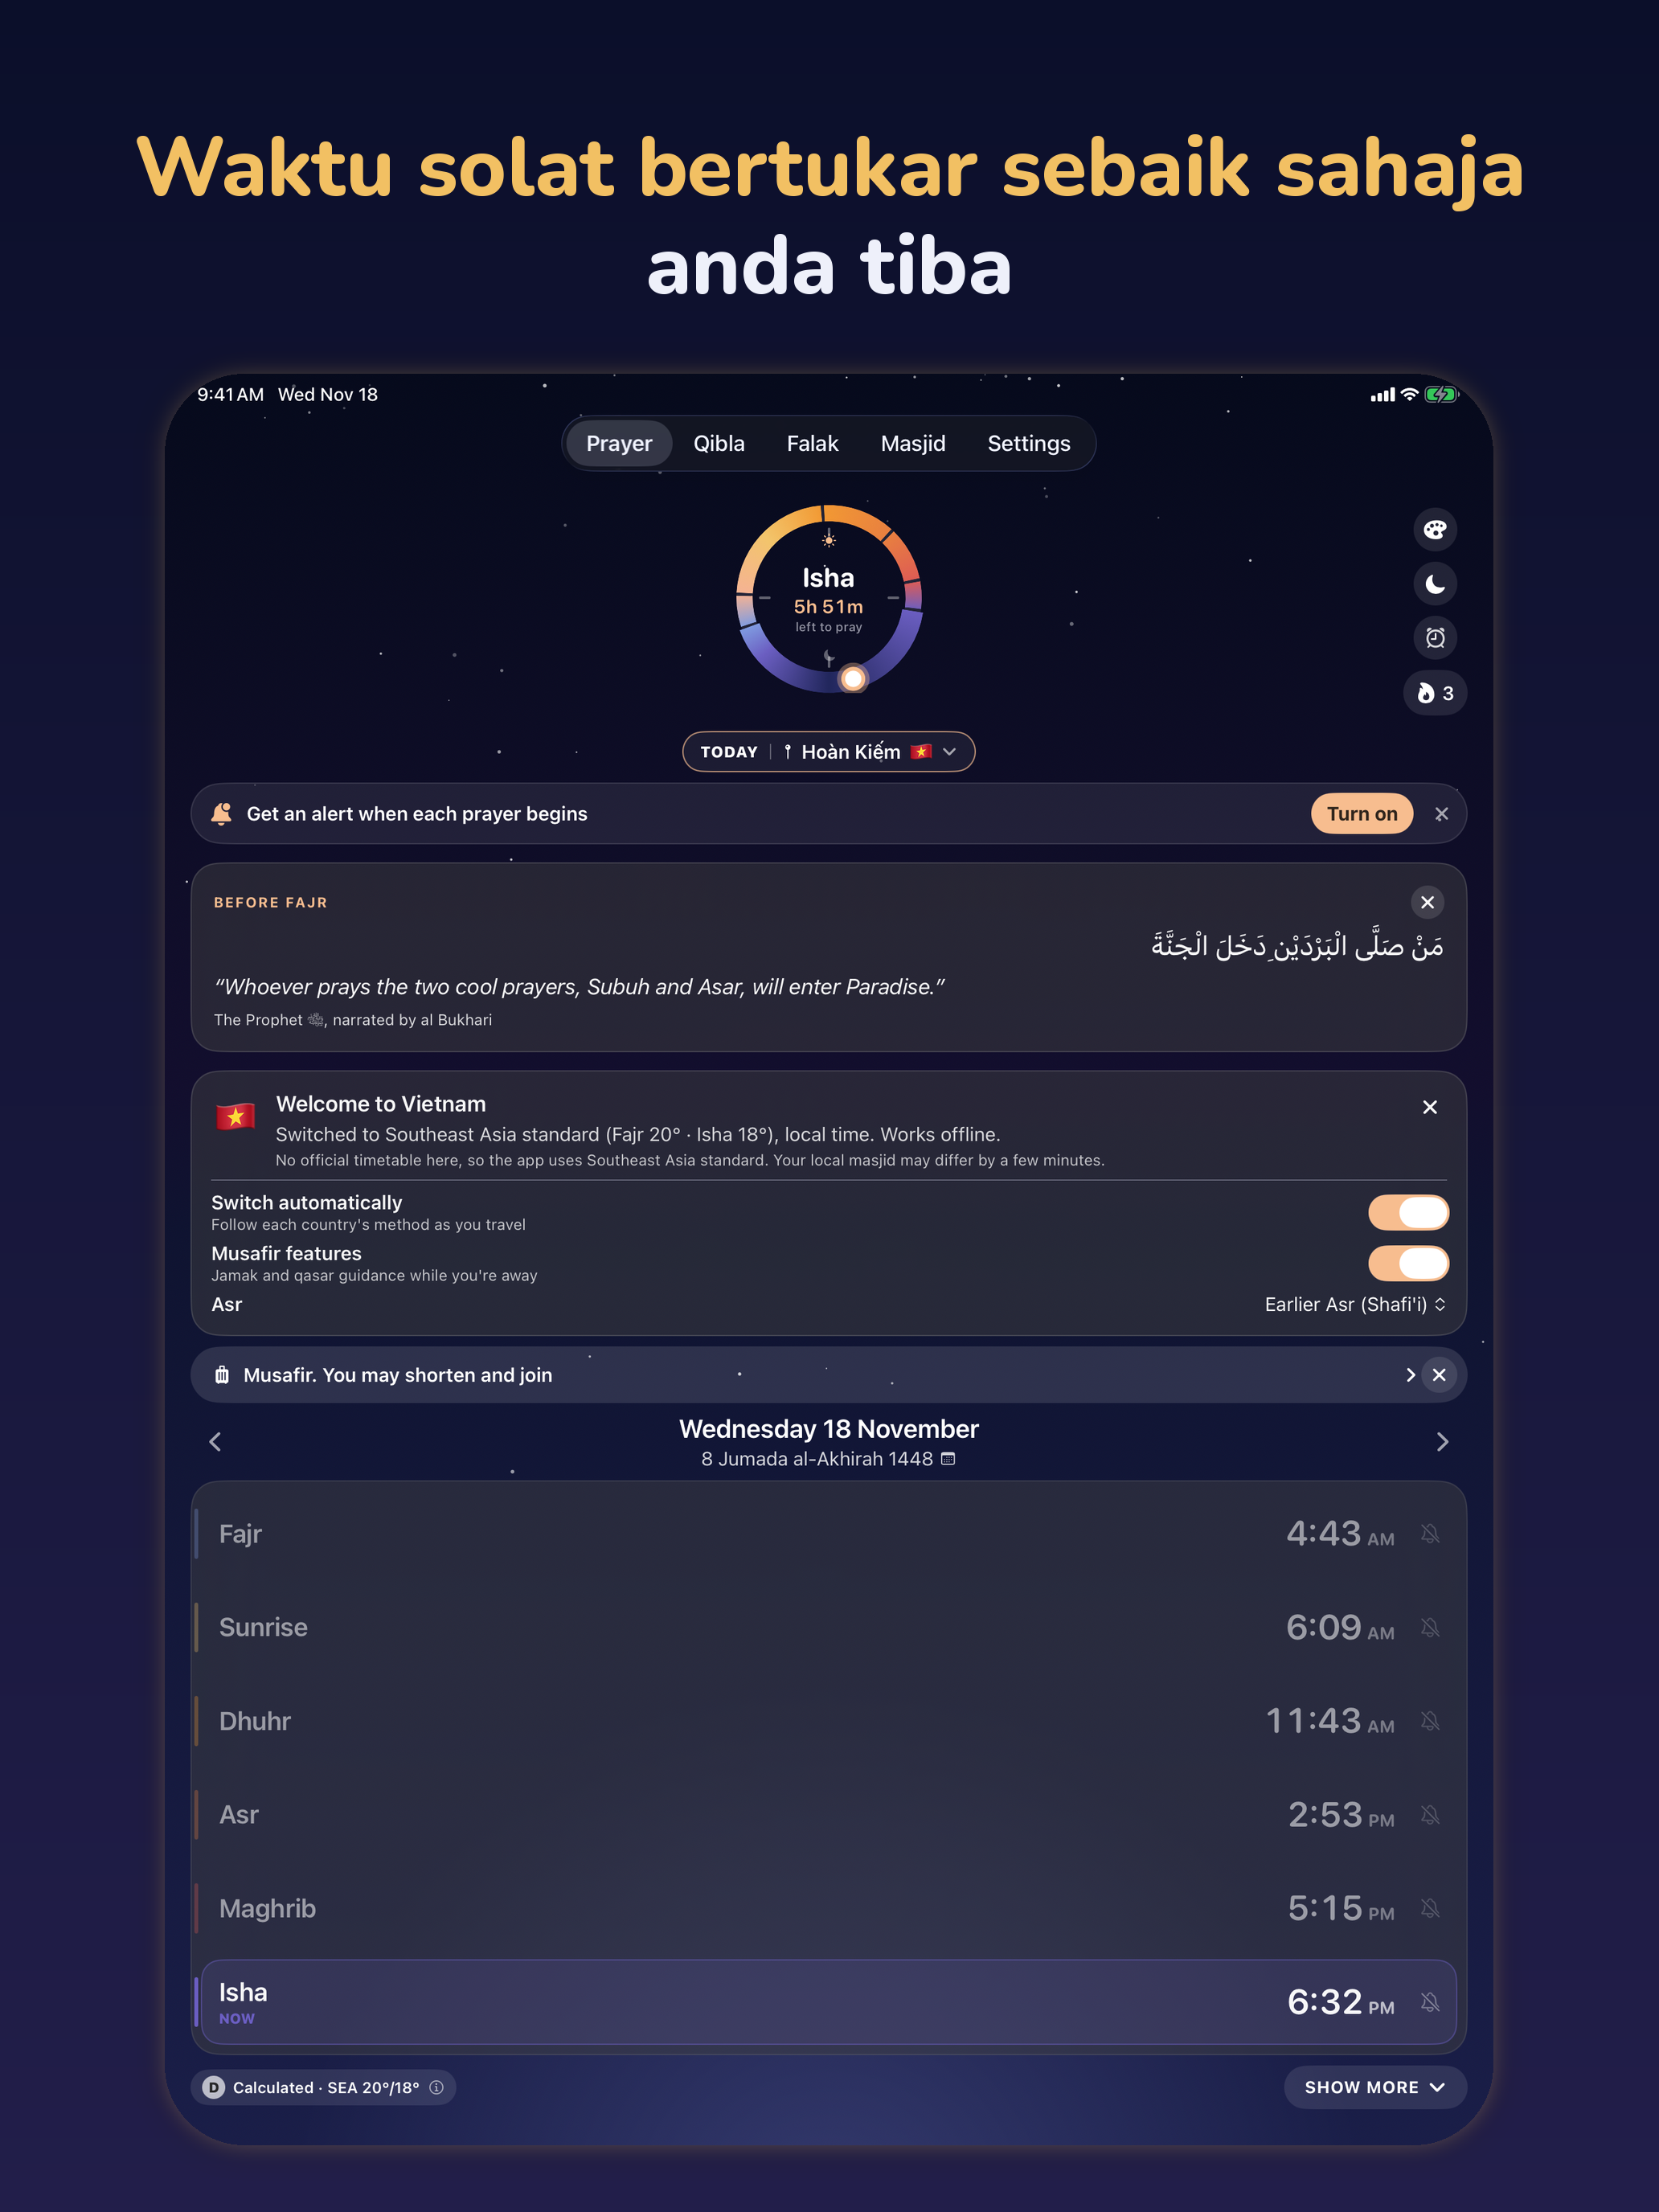 Waktu solat bertukar sebaik sahaja
anda tiba
9:41 AM Wed Nov 18
Prayer Qibla Falak Masjid Settings
Isha
5h 51m
left to pray
3
TODAY Hoàn Kiếm
Get an alert when each prayer begins Turn on
BEFORE FAJR
مَنْ صَلَّى الْبَرْدَيْنِ دَخَلَ الْجَنَّةَ
“Whoever prays the two cool prayers, Subuh and Asar, will enter Paradise.”
The Prophet ﷺ, narrated by al Bukhari
Welcome to Vietnam
Switched to Southeast Asia standard (Fajr 20° · Isha 18°), local time. Works offline.
No official timetable here, so the app uses Southeast Asia standard. Your local masjid may differ by a few minutes.
Switch automatically
Follow each country's method as you travel
Musafir features
Jamak and qasar guidance while you're away
Asr Earlier Asr (Shafi'i)
Musafir. You may shorten and join
Wednesday 18 November
8 Jumada al-Akhirah 1448
Fajr 4:43 AM
Sunrise 6:09 AM
Dhuhr 11:43 AM
Asr 2:53 PM
Maghrib 5:15 PM
Isha 6:32 PM
NOW
D Calculated · SEA 20°/18° SHOW MORE